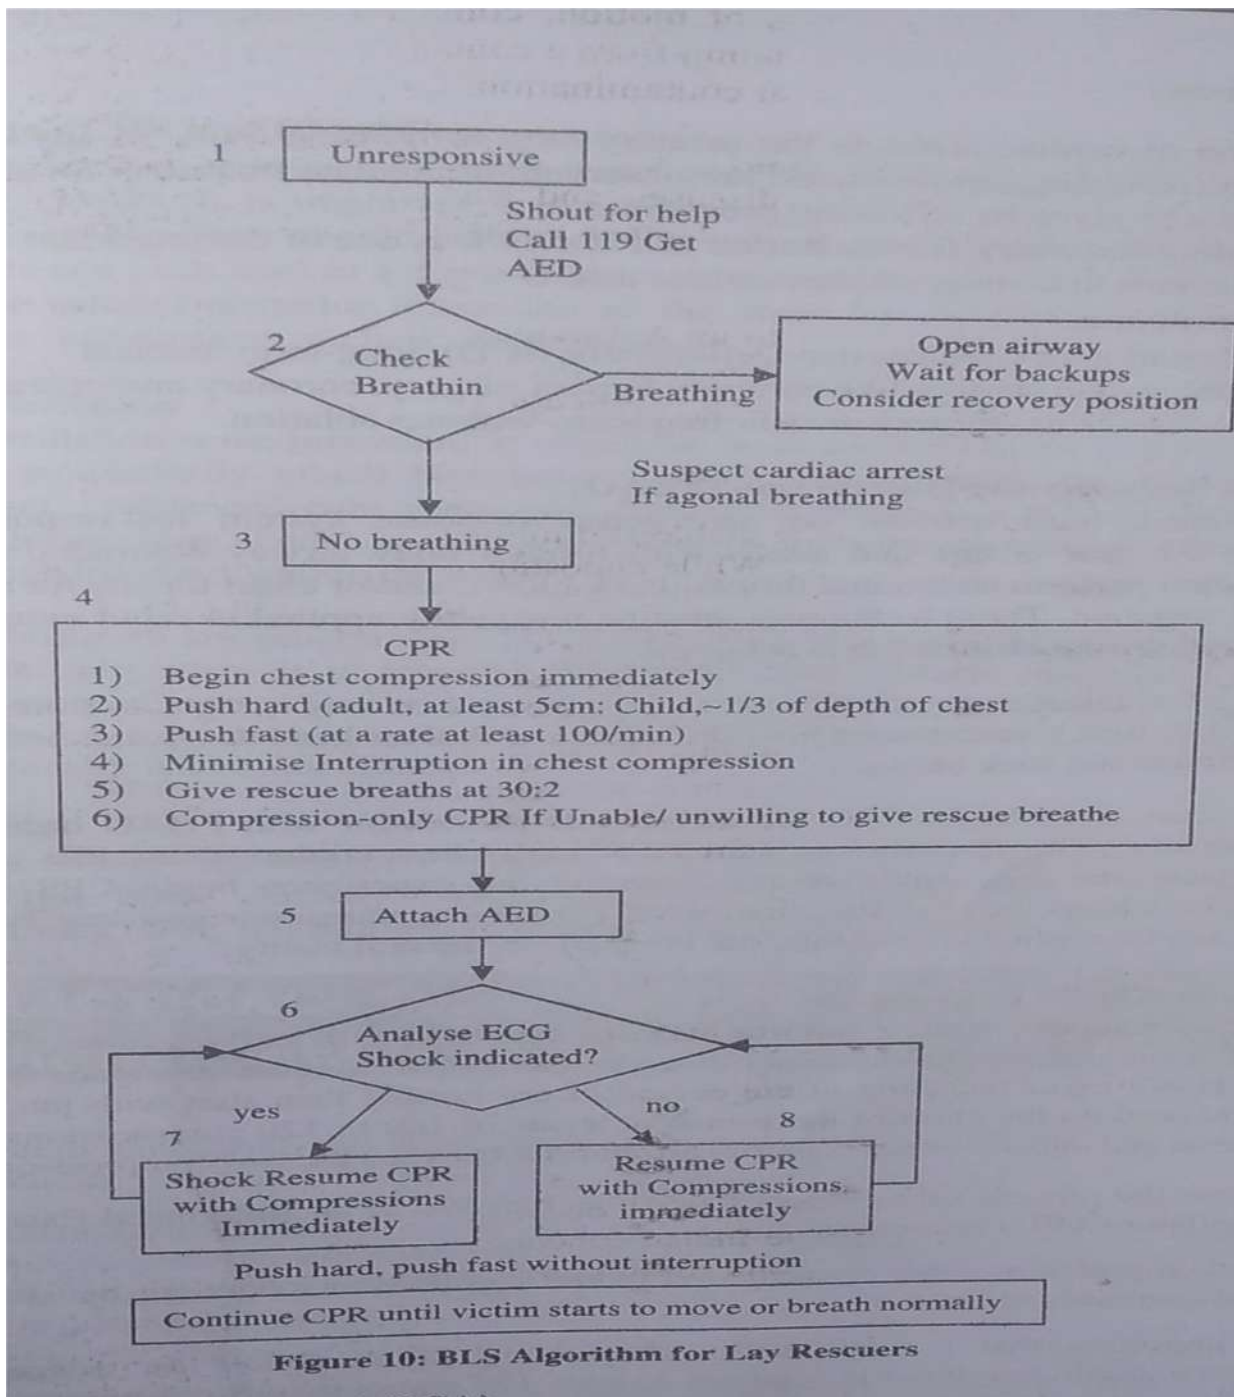 1 Unresponsive
Shout for help
Call 119 Get
AED
2
Check
Breathin
Breathing
Open airway
Wait for backups
Consider recovery position
Suspect cardiac arrest
If agonal breathing
3 No breathing
4
CPR
1) Begin chest compression immediately
2) Push hard (adult, at least 5cm: Child,~1/3 of depth of chest
3) Push fast (at a rate at least 100/min)
4) Minimise Interruption in chest compression
5) Give rescue breaths at 30:2
6) Compression-only CPR If Unable/ unwilling to give rescue breathe
5 Attach AED
6
Analyse ECG
Shock indicated?
yes
no
7
Shock Resume CPR
with Compressions
Immediately
8
Resume CPR
with Compressions
immediately
Push hard, push fast without interruption
Continue CPR until victim starts to move or breath normally
Figure 10: BLS Algorithm for Lay Rescuers